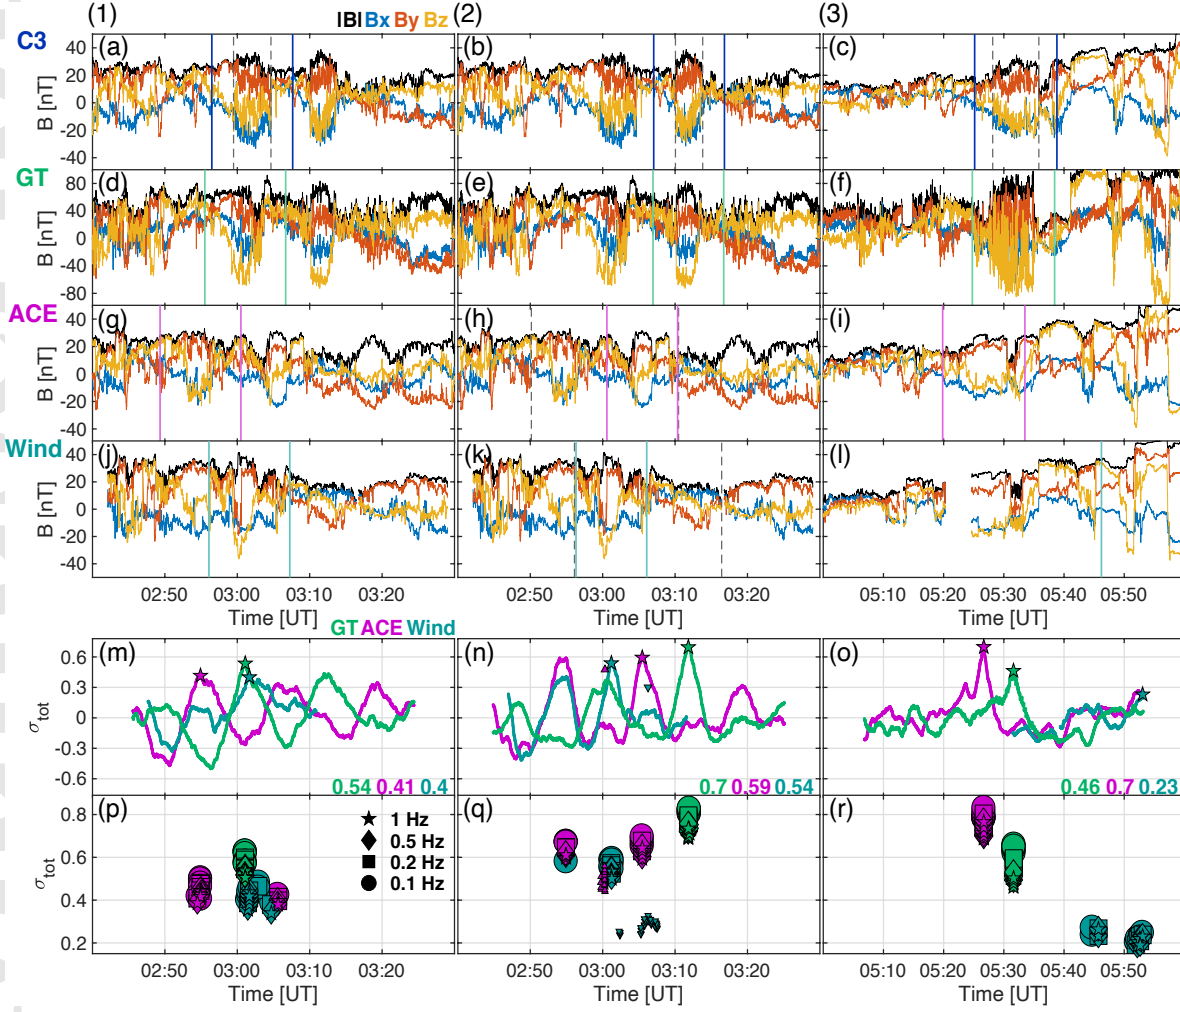 (1) (2) (3)
|B| Bx By Bz
C3 (a) (b) (c)
B [nT] 40 20 0 -20 -40
GT (d) (e) (f)
B [nT] 80 40 0 -40 -80
ACE (g) (h) (i)
B [nT] 40 20 0 -20 -40
Wind (j) (k) (l)
B [nT] 40 20 0 -20 -40
02:50 03:00 03:10 03:20 02:50 03:00 03:10 03:20 05:10 05:20 05:30 05:40 05:50
Time [UT] Time [UT] Time [UT]
GT ACE Wind
(m) (n) (o)
σtot 0.6 0.3 0 -0.3 -0.6
0.54 0.41 0.4 0.7 0.59 0.54 0.46 0.7 0.23
(p) (q) (r)
σtot 0.8 0.6 0.4 0.2
1 Hz
0.5 Hz
0.2 Hz
0.1 Hz
02:50 03:00 03:10 03:20 02:50 03:00 03:10 03:20 05:10 05:20 05:30 05:40 05:50
Time [UT] Time [UT] Time [UT]